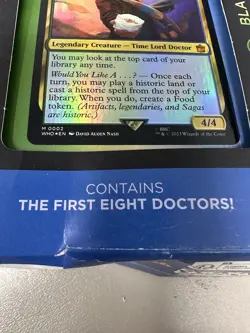 Legendary Creature — Time Lord Doctor
You may look at the top card of your
library any time.
Would You Like A . . . ? — Once each
turn, you may play a historic land or
cast a historic spell from the top of your
library. When you do, create a Food
token. (Artifacts, legendaries, and Sagas
are historic.)
4/4
M 0002
WHO★EN DAVID AUDEN NASH
™ & © 2023 Wizards of the Coast
BLA
CONTAINS
THE FIRST EIGHT DOCTORS!